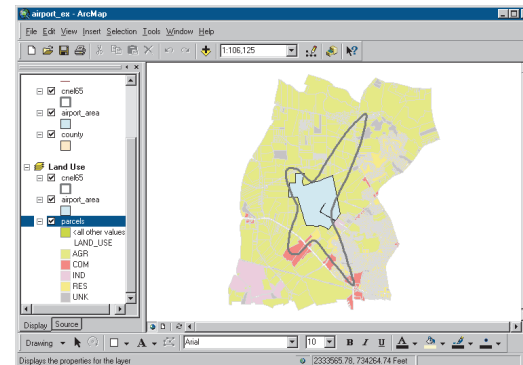 airport_ex - ArcMap
File Edit View Insert Selection Tools Window Help
1:106,125
cnel65
airport_area
county
Land Use
cnel65
airport_area
parcels
<all other values
LAND_USE
AGR
COM
IND
RES
UNK
Display Source
Drawing A Arial 10 B I U A
Displays the properties for the layer 2333565.78, 734264.74 Feet